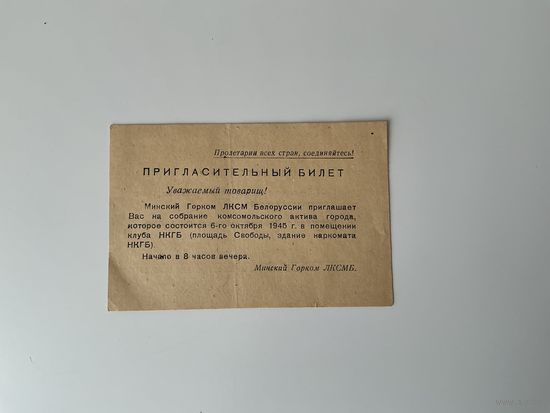 Пролетарии всех стран, соединяйтесь!
ПРИГЛАСИТЕЛЬНЫЙ БИЛЕТ
Уважаемый товарищ!
Минский Горком ЛКСМ Белоруссии приглашает
Вас на собрание комсомольского актива города,
которое состоится 6-го октября 1945 г. в помещении
клуба НКГБ (площадь Свободы, здание наркомата
НКГБ).
Начало в 8 часов вечера.
Минский Горком ЛКСМБ.